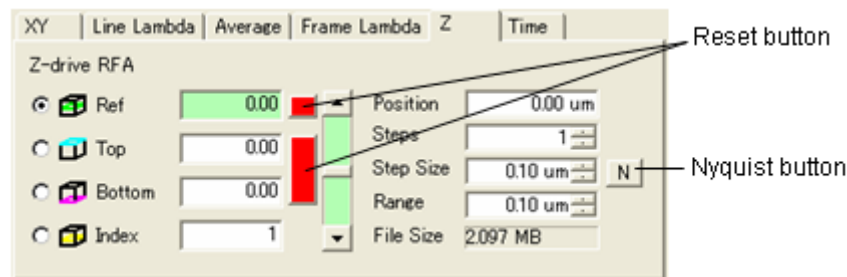 XY Line Lambda Average Frame Lambda Z Time
Reset button
Z-drive RFA
Ref 0.00 Position 0.00 um
Top 0.00 Steps 1
Step Size 0.10 um N Nyquist button
Bottom 0.00 Range 0.10 um
Index 1 File Size 2.097 MB